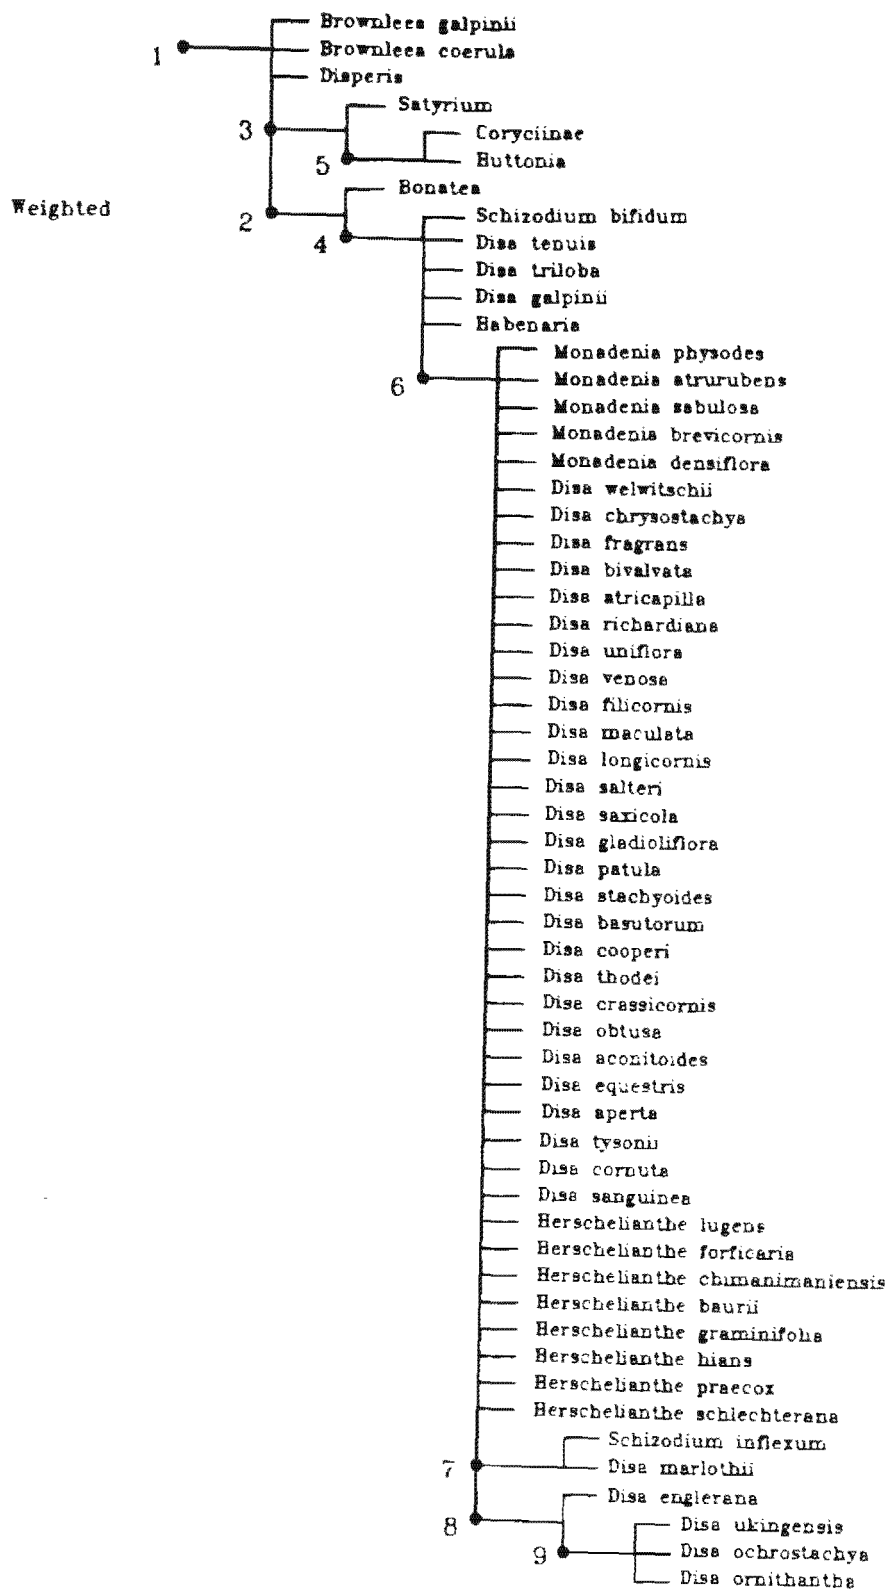 Brownleea galpinii
1
Brownleea coerula
Disperis
Satyrium
3
Coryciinae
5
Huttonia
Bonatea
Weighted
2
Schizodium bifidum
4
Disa tenuis
Disa triloba
Disa galpinii
Habenaria
Monadenia physodes
6
Monadenia atrurubens
Monadenia sabulosa
Monadenia brevicornis
Monadenia densiflora
Disa welwitschii
Disa chrysostachya
Disa fragrans
Disa bivalvata
Disa atricapilla
Disa richardiana
Disa uniflora
Disa venosa
Disa filicornis
Disa maculata
Disa longicornis
Disa salteri
Disa saxicola
Disa gladioliflora
Disa patula
Disa stachyoides
Disa basutorum
Disa cooperi
Disa thodei
Disa crassicornis
Disa obtusa
Disa aconitoides
Disa equestris
Disa aperta
Disa tysonii
Disa cornuta
Disa sanguinea
Herschelianthe lugens
Herschelianthe forficaria
Herschelianthe chimanimaniensis
Herschelianthe baurii
Herschelianthe graminifolia
Herschelianthe hians
Herschelianthe praecox
Herschelianthe schlechterana
Schizodium inflexum
7
Disa marlothii
Disa englerana
8
Disa ukingensis
9
Disa ochrostachya
Disa ornithantha